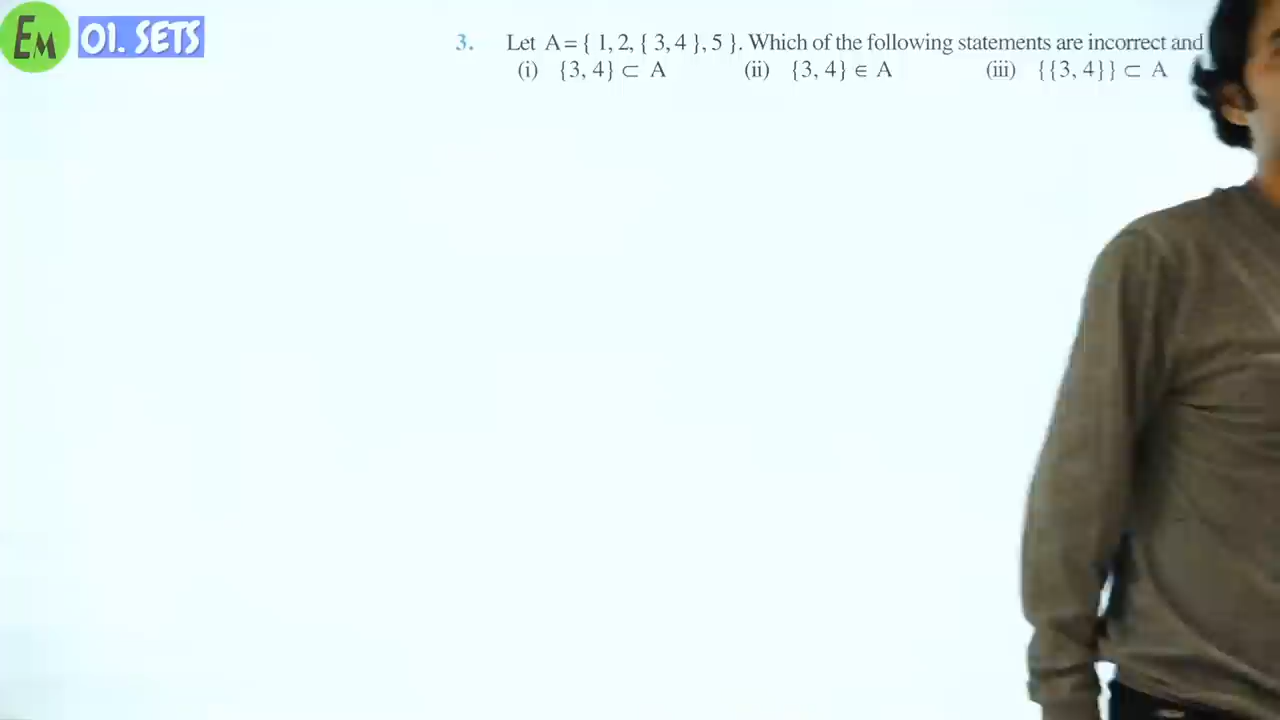 EM 01. SETS
3. Let A = { 1, 2, { 3, 4 }, 5 }. Which of the following statements are incorrect and
(i) {3, 4} ⊂ A (ii) {3, 4} ∈ A (iii) {{3, 4}} ⊂ A